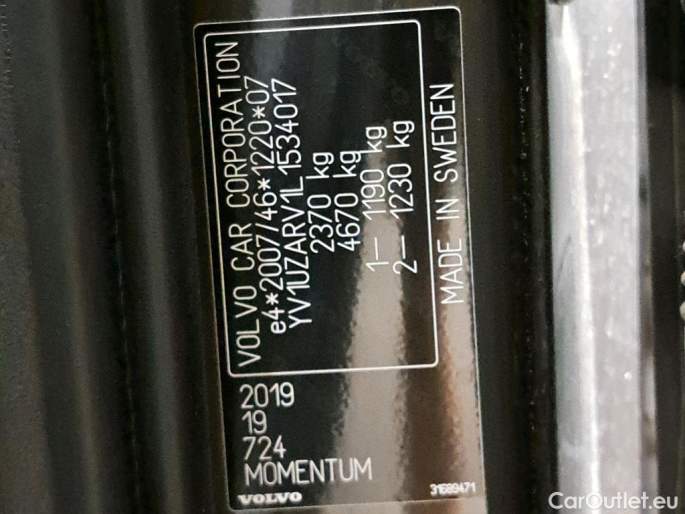 VOLVO CAR CORPORATION
e4*2007/46*1220*07
YV1UZARV1L1534017
2370 kg
4670 kg
1— 1190 kg
2— 1230 kg
MADE IN SWEDEN
2019
19
724
MOMENTUM
VOLVO
31689471
CarOutlet.eu